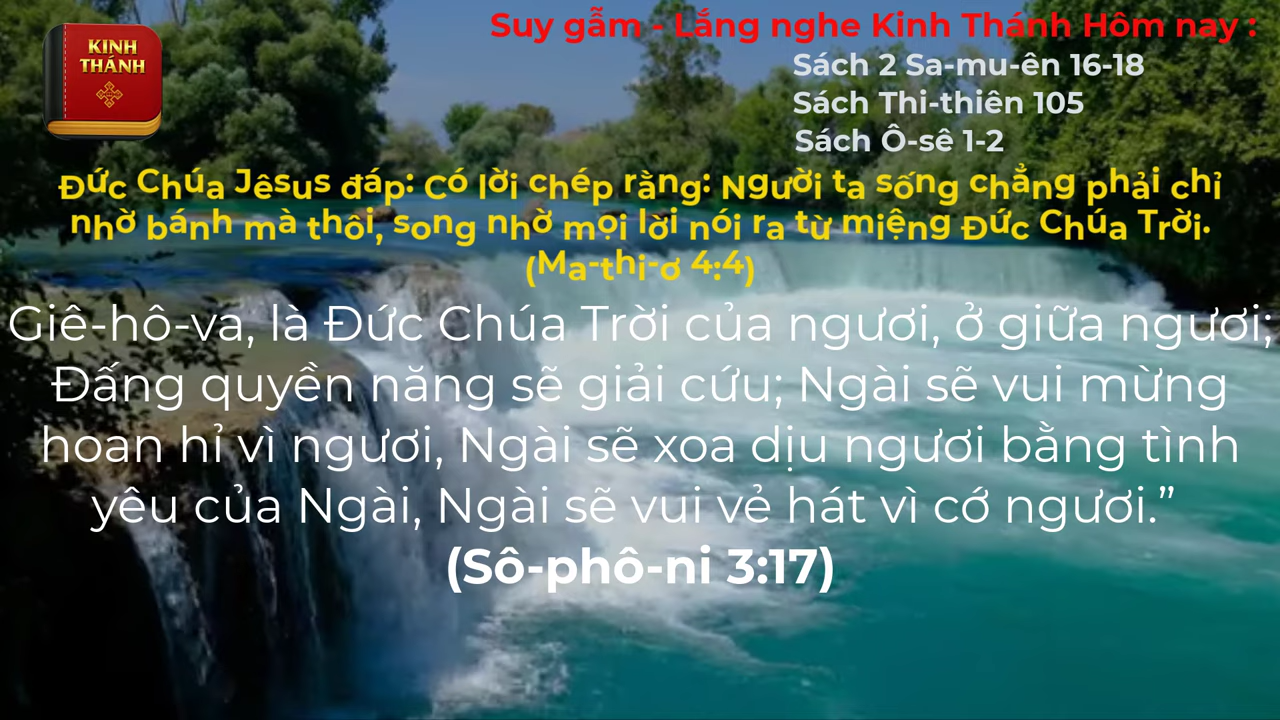 KINH
THÁNH
Suy gẫm - Lắng nghe Kinh Thánh Hôm nay :
Sách 2 Sa-mu-ên 16-18
Sách Thi-thiên 105
Sách Ô-sê 1-2
Đức Chúa Jêsus đáp: Có lời chép rằng: Người ta sống chẳng phải chỉ
nhờ bánh mà thôi, song nhờ mọi lời nói ra từ miệng Đức Chúa Trời.
(Ma-thi-ơ 4:4)
Giê-hô-va, là Đức Chúa Trời của ngươi, ở giữa ngươi;
Đấng quyền năng sẽ giải cứu; Ngài sẽ vui mừng
hoan hỉ vì ngươi, Ngài sẽ xoa dịu ngươi bằng tình
yêu của Ngài, Ngài sẽ vui vẻ hát vì cớ ngươi.”
(Sô-phô-ni 3:17)